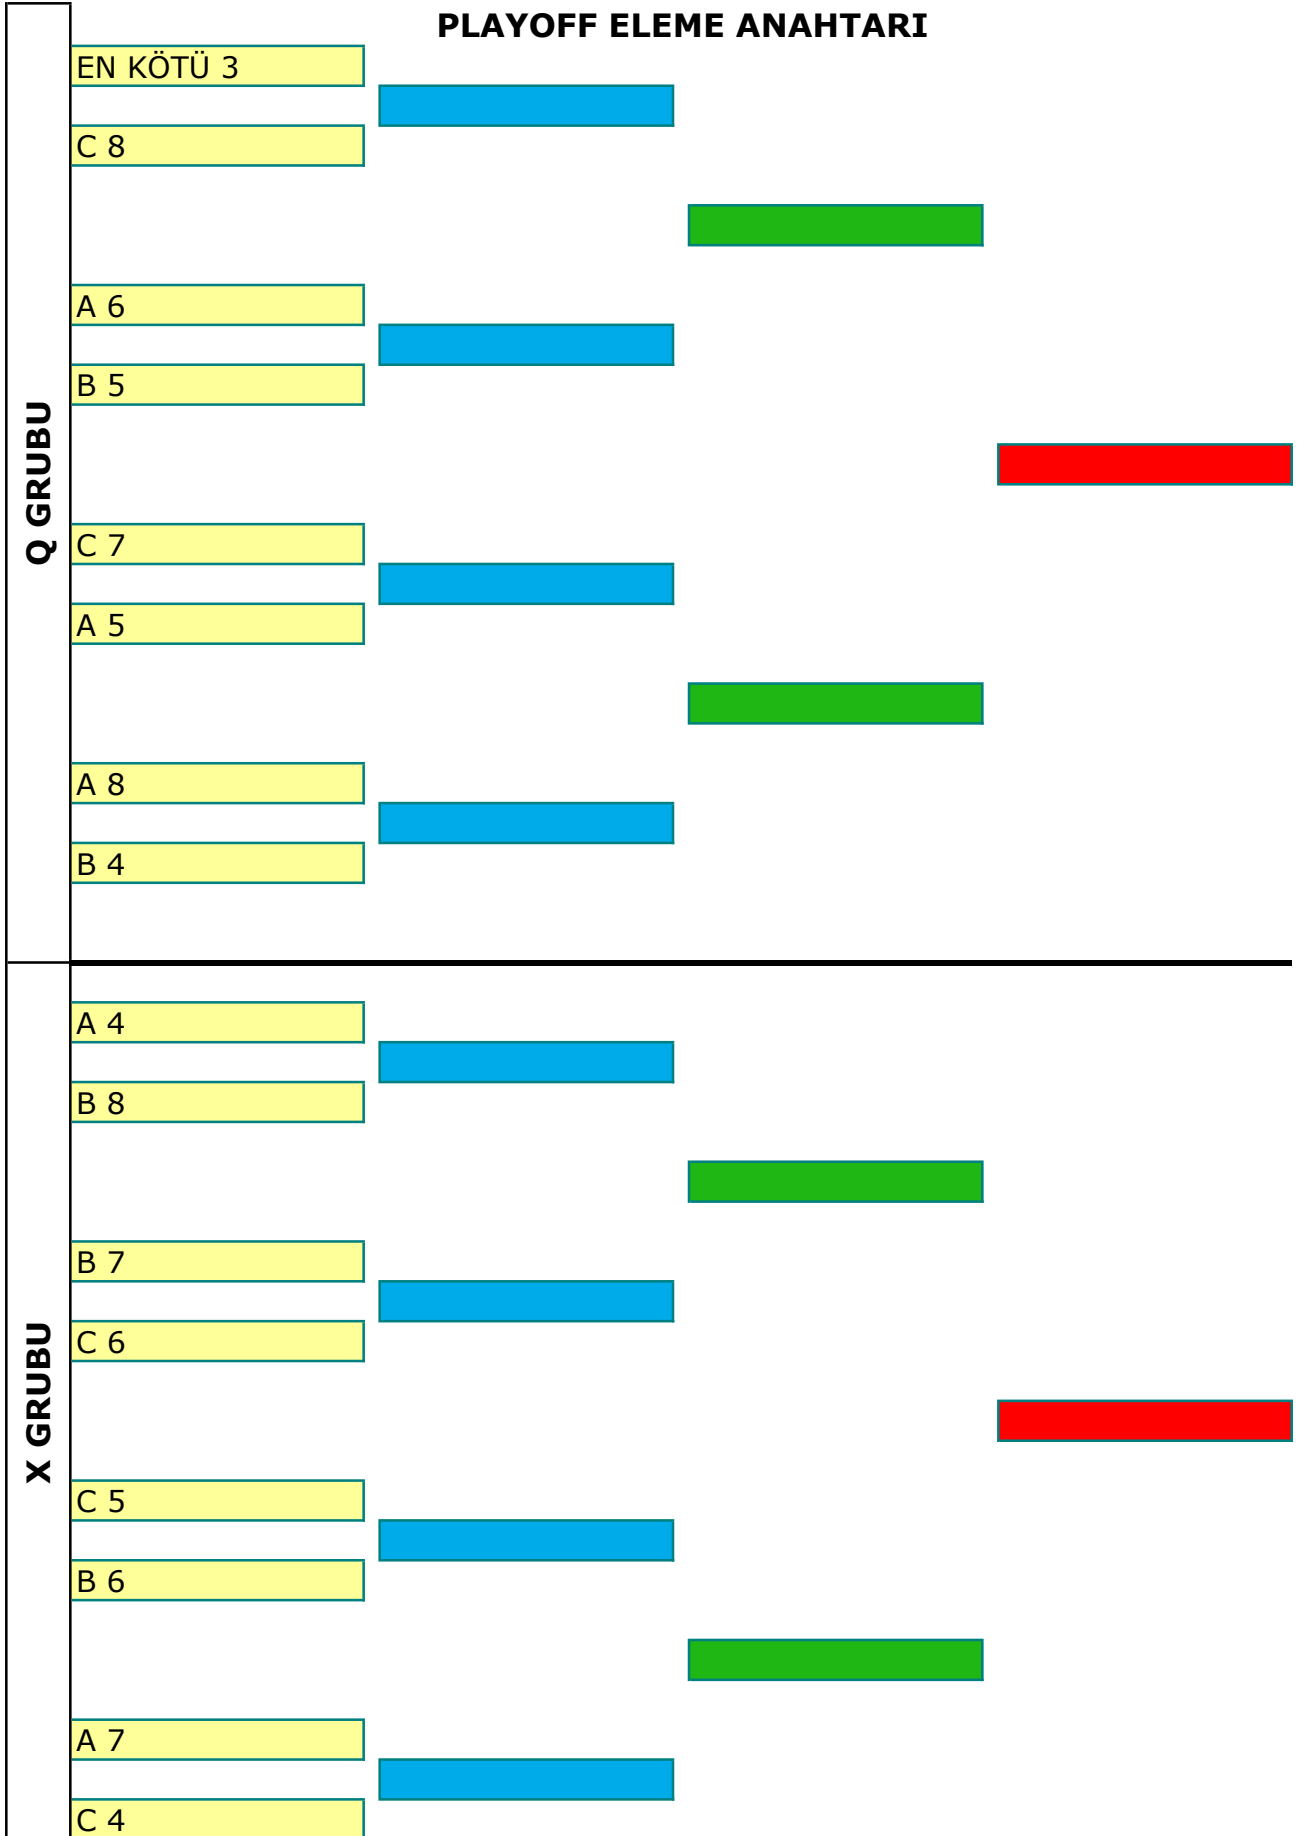 PLAYOFF ELEME ANAHTARI
Q GRUBU
EN KÖTÜ 3
C 8
A 6
B 5
C 7
A 5
A 8
B 4
X GRUBU
A 4
B 8
B 7
C 6
C 5
B 6
A 7
C 4